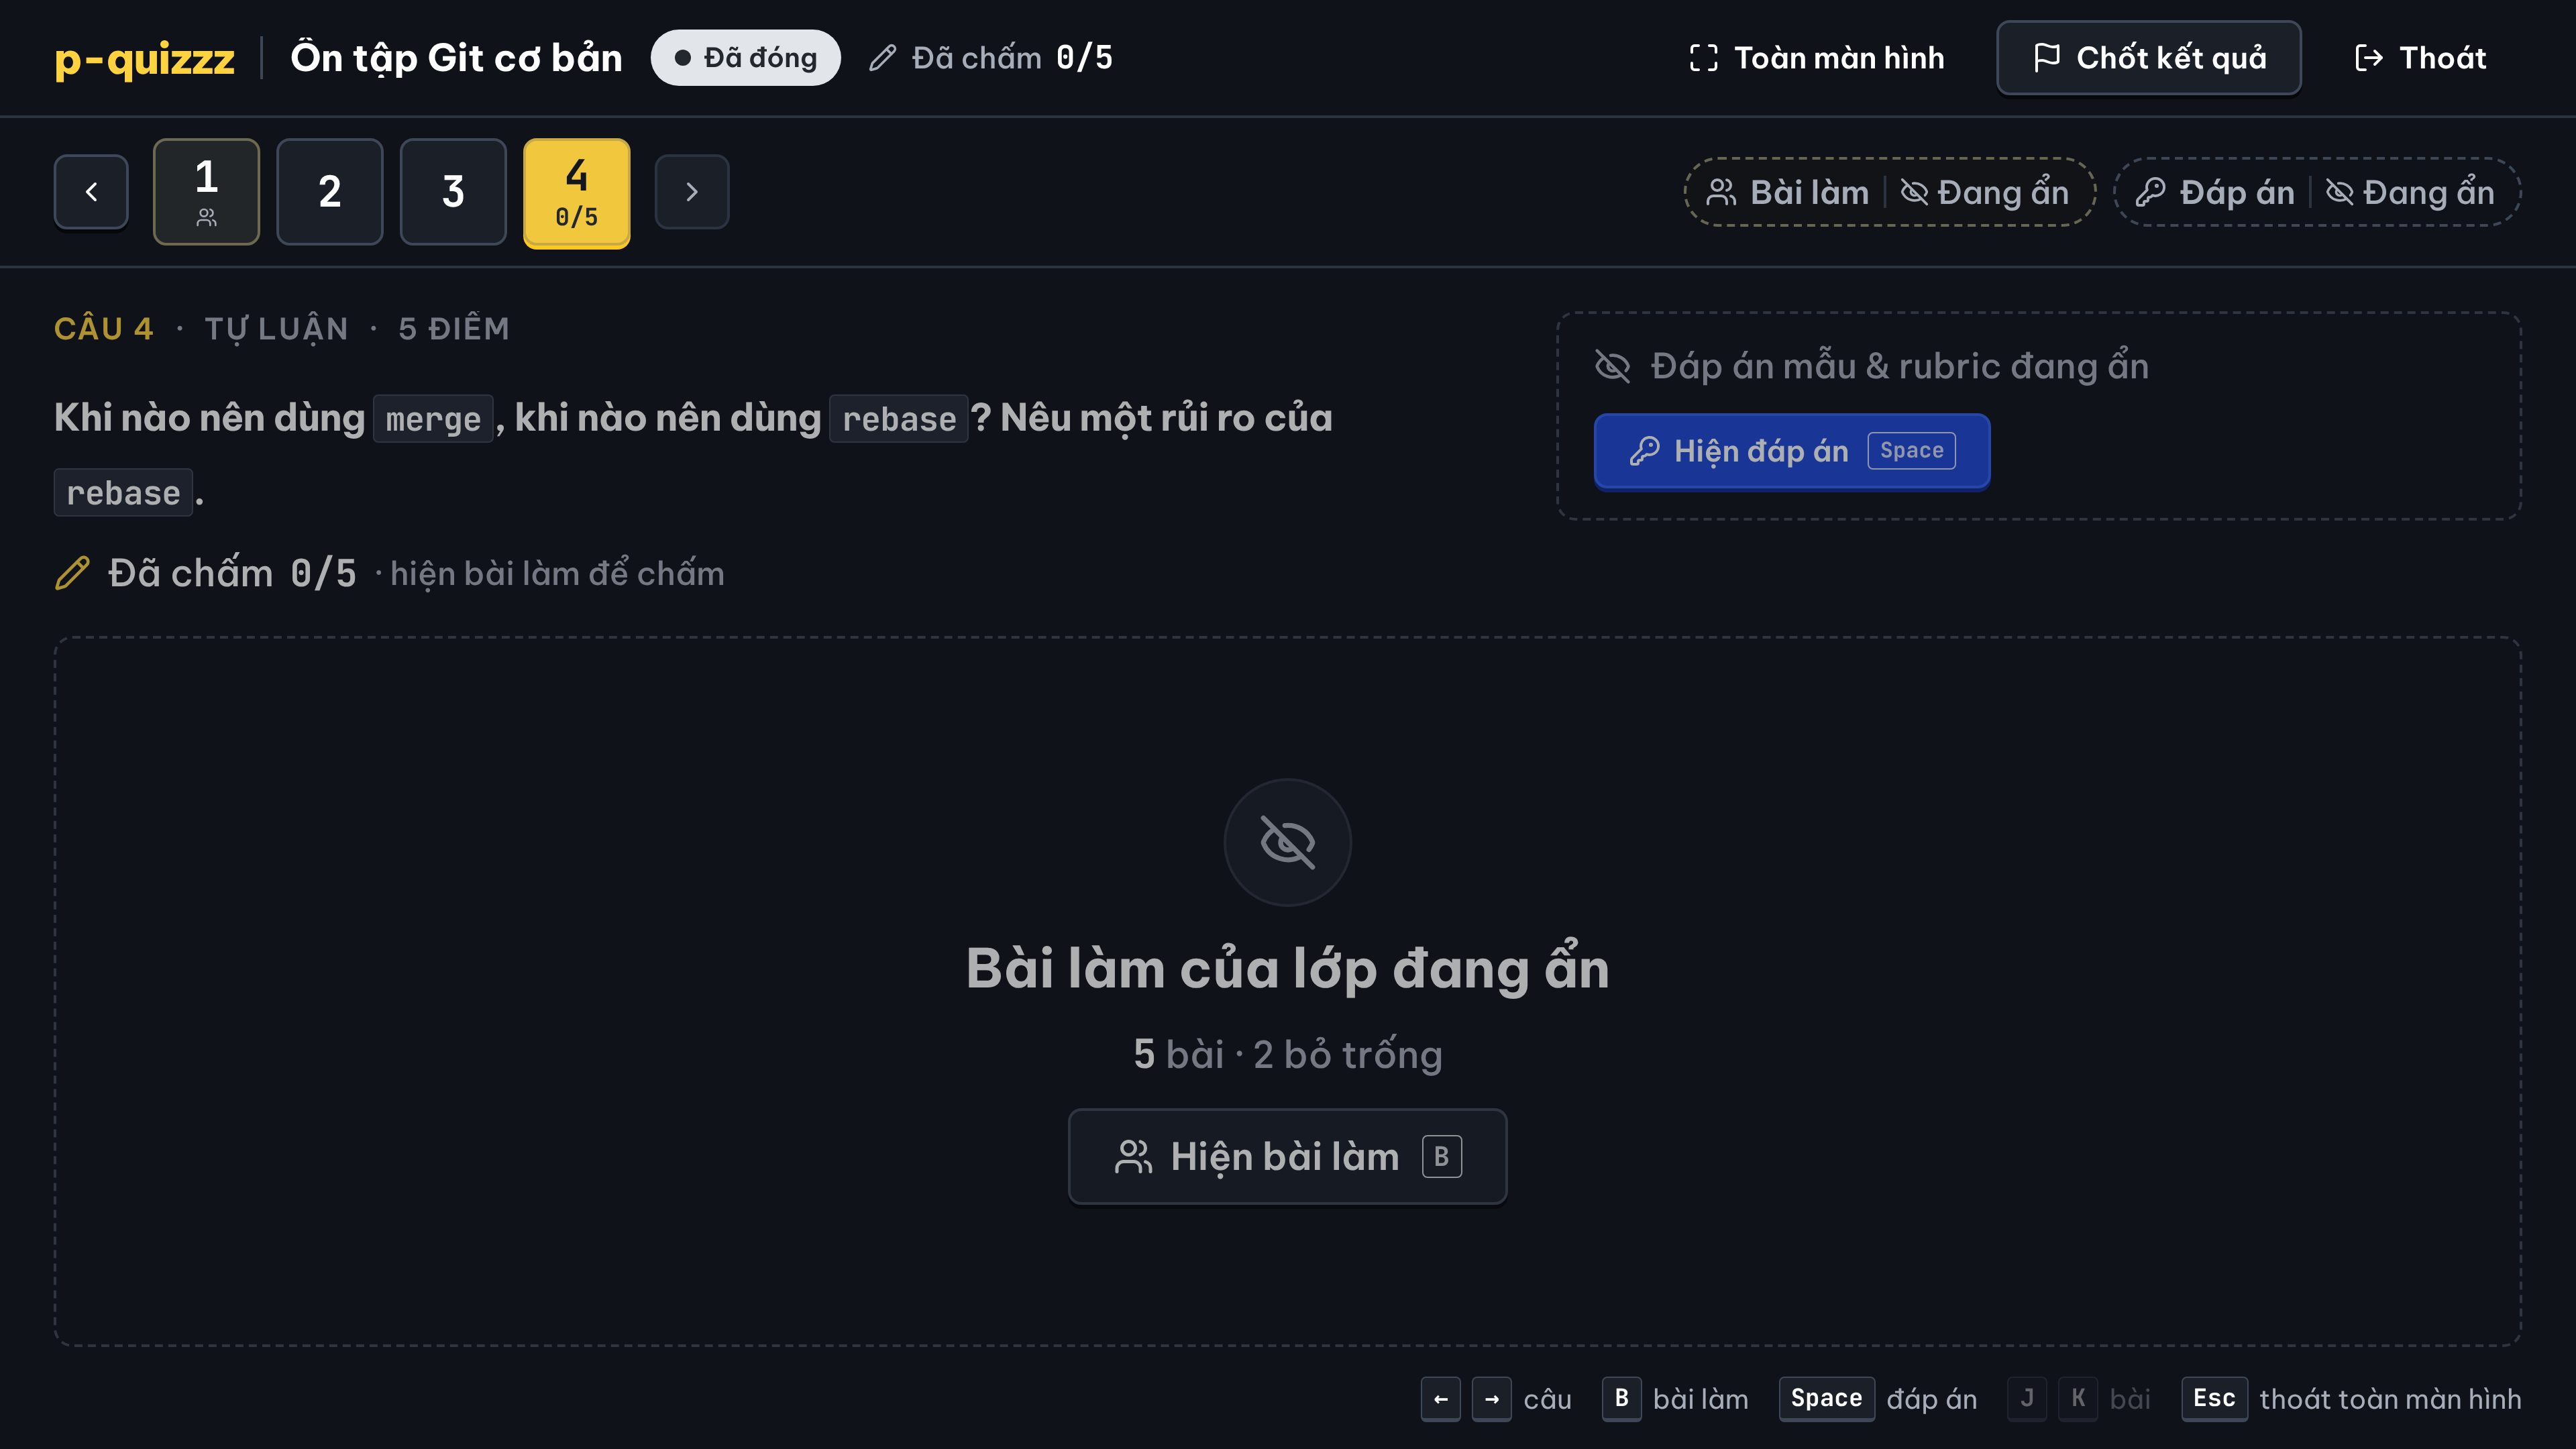 p-quizzz Ôn tập Git cơ bản Đã đóng Đã chấm 0/5 Toàn màn hình Chốt kết quả Thoát
1 2 3 4 0/5 Bài làm Đang ẩn Đáp án Đang ẩn
CÂU 4 · TỰ LUẬN · 5 ĐIỂM
Khi nào nên dùng merge, khi nào nên dùng rebase? Nêu một rủi ro của
rebase.
Đã chấm 0/5 · hiện bài làm để chấm
Đáp án mẫu & rubric đang ẩn
Hiện đáp án Space
Bài làm của lớp đang ẩn
5 bài · 2 bỏ trống
Hiện bài làm B
← → câu B bài làm Space đáp án J K bài Esc thoát toàn màn hình